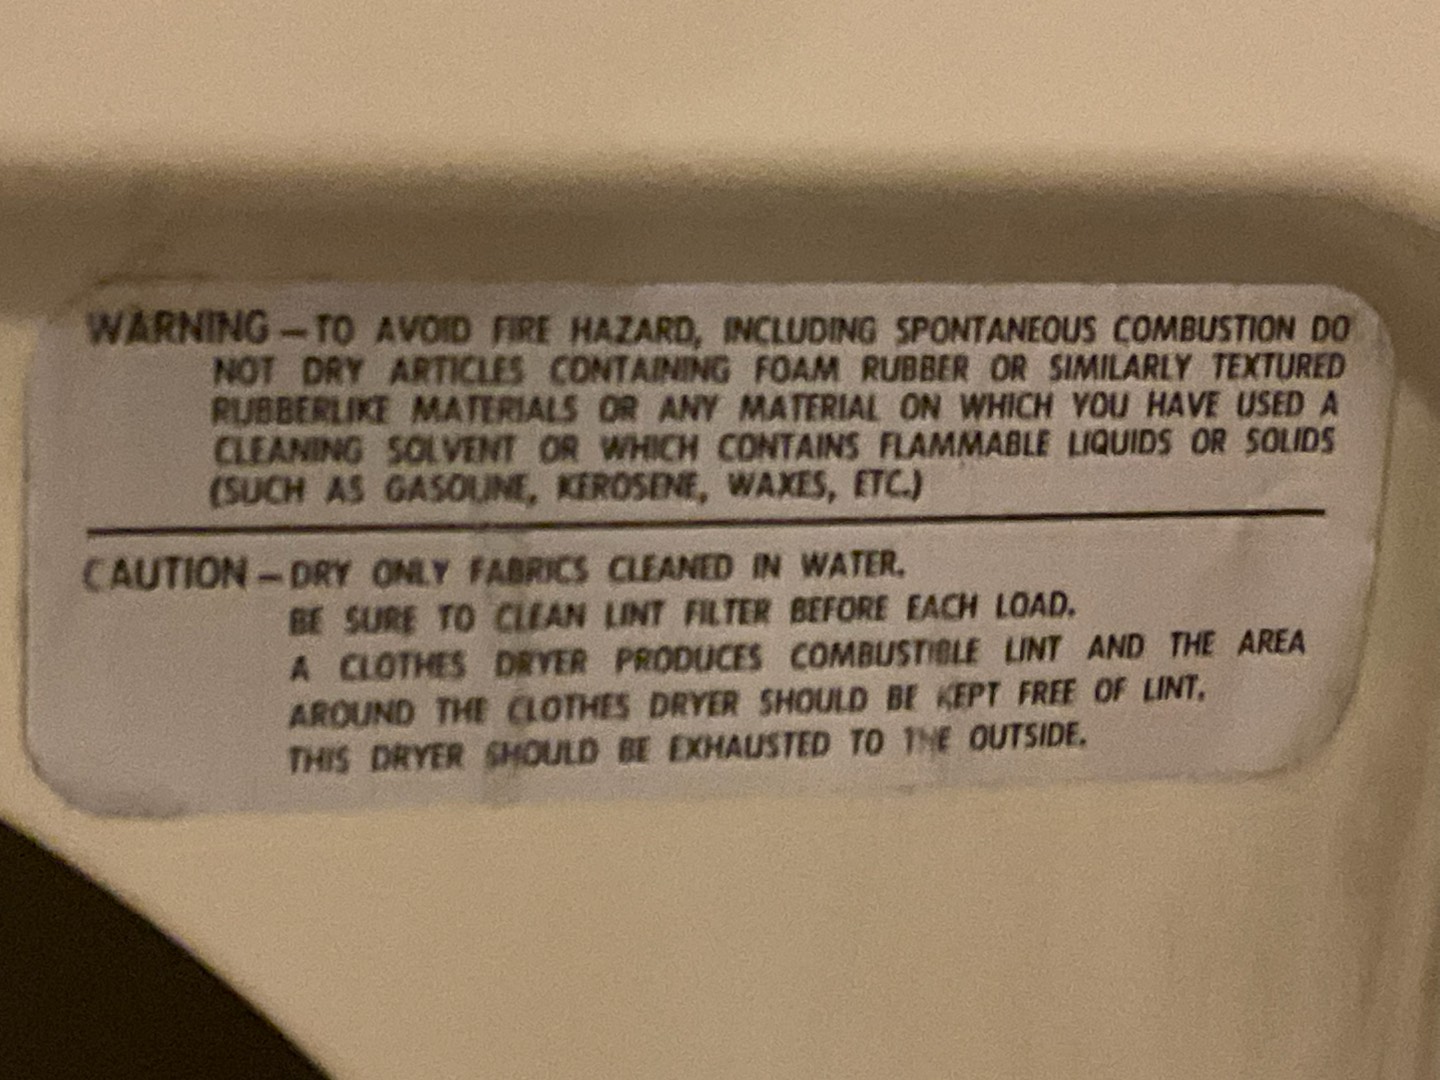 WARNING – TO AVOID FIRE HAZARD, INCLUDING SPONTANEOUS COMBUSTION DO
NOT DRY ARTICLES CONTAINING FOAM RUBBER OR SIMILARLY TEXTURED
RUBBERLIKE MATERIALS OR ANY MATERIAL ON WHICH YOU HAVE USED A
CLEANING SOLVENT OR WHICH CONTAINS FLAMMABLE LIQUIDS OR SOLIDS
(SUCH AS GASOLINE, KEROSENE, WAXES, ETC.)
CAUTION – DRY ONLY FABRICS CLEANED IN WATER.
BE SURE TO CLEAN LINT FILTER BEFORE EACH LOAD.
A CLOTHES DRYER PRODUCES COMBUSTIBLE LINT AND THE AREA
AROUND THE CLOTHES DRYER SHOULD BE KEPT FREE OF LINT.
THIS DRYER SHOULD BE EXHAUSTED TO THE OUTSIDE.